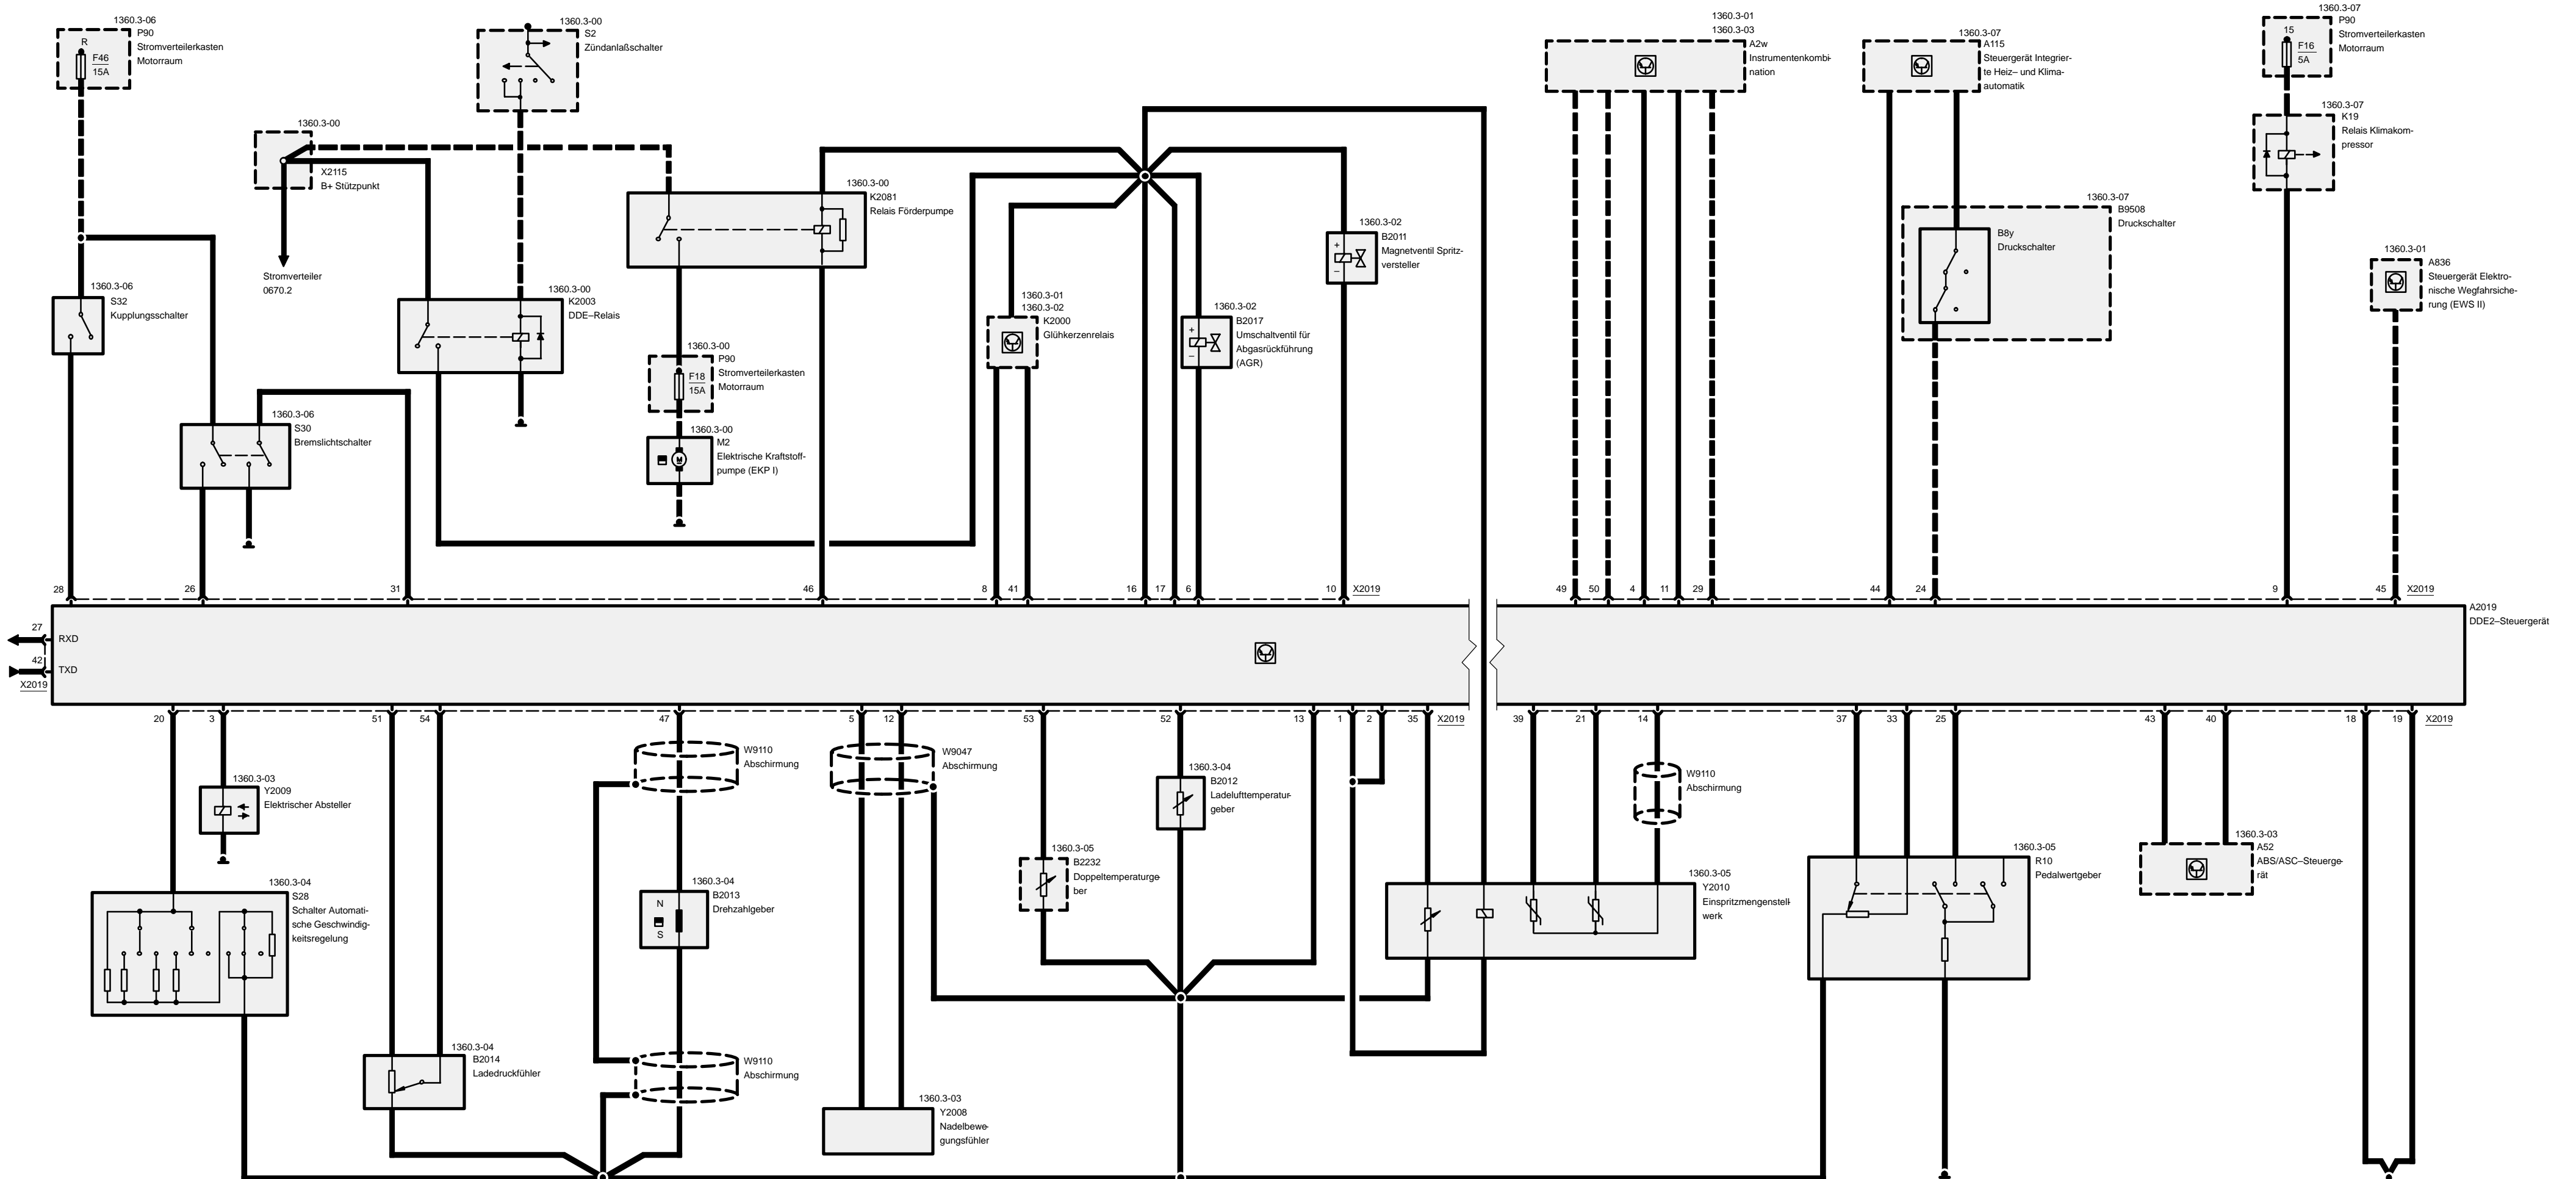 1360.3-06
P90
Stromverteilerkasten
Motorraum
R
F46
15A
1360.3-00
S2
Zündanlaßschalter
1360.3-00
X2115
B+ Stützpunkt
Stromverteiler
0670.2
1360.3-06
S32
Kupplungsschalter
1360.3-06
S30
Bremslichtschalter
1360.3-00
K2003
DDE–Relais
1360.3-00
K2081
Relais Förderpumpe
1360.3-00
P90
Stromverteilerkasten
Motorraum
F18
15A
1360.3-00
M2
Elektrische Kraftstoff-
pumpe (EKP I)
M
1360.3-01
1360.3-02
K2000
Glühkerzenrelais
1360.3-02
B2017
Umschaltventil für
Abgasrückführung
(AGR)
+
–
1360.3-02
B2011
Magnetventil Spritz-
versteller
+
–
1360.3-01
1360.3-03
A2w
Instrumentenkombi-
nation
1360.3-07
A115
Steuergerät Integrier-
te Heiz– und Klima-
automatik
1360.3-07
B9508
Druckschalter
B8y
Druckschalter
1360.3-07
P90
Stromverteilerkasten
Motorraum
15
F16
5A
1360.3-07
K19
Relais Klimakom-
pressor
1360.3-01
A836
Steuergerät Elektro-
nische Wegfahrsiche-
rung (EWS II)
28 26 31 46 8 41 16 17 6 10 X2019 49 50 4 11 29 44 24 9 45 X2019
A2019
DDE2–Steuergerät
27
RXD
42
TXD
X2019
20 3 51 54 47 5 12 53 52 13 1 2 35 X2019 39 21 14 37 33 25 43 40 18 19 X2019
1360.3-03
Y2009
Elektrischer Absteller
1360.3-04
S28
Schalter Automati-
sche Geschwindig-
keitsregelung
1360.3-04
B2014
Ladedruckfühler
W9110
Abschirmung
1360.3-04
B2013
Drehzahlgeber
N
S
W9110
Abschirmung
W9047
Abschirmung
1360.3-03
Y2008
Nadelbewe-
gungsfühler
1360.3-05
B2232
Doppeltemperaturge-
ber
1360.3-04
B2012
Ladelufttemperatur-
geber
W9110
Abschirmung
1360.3-05
Y2010
Einspritzmengenstell-
werk
1360.3-05
R10
Pedalwertgeber
1360.3-03
A52
ABS/ASC–Steuerge-
rät